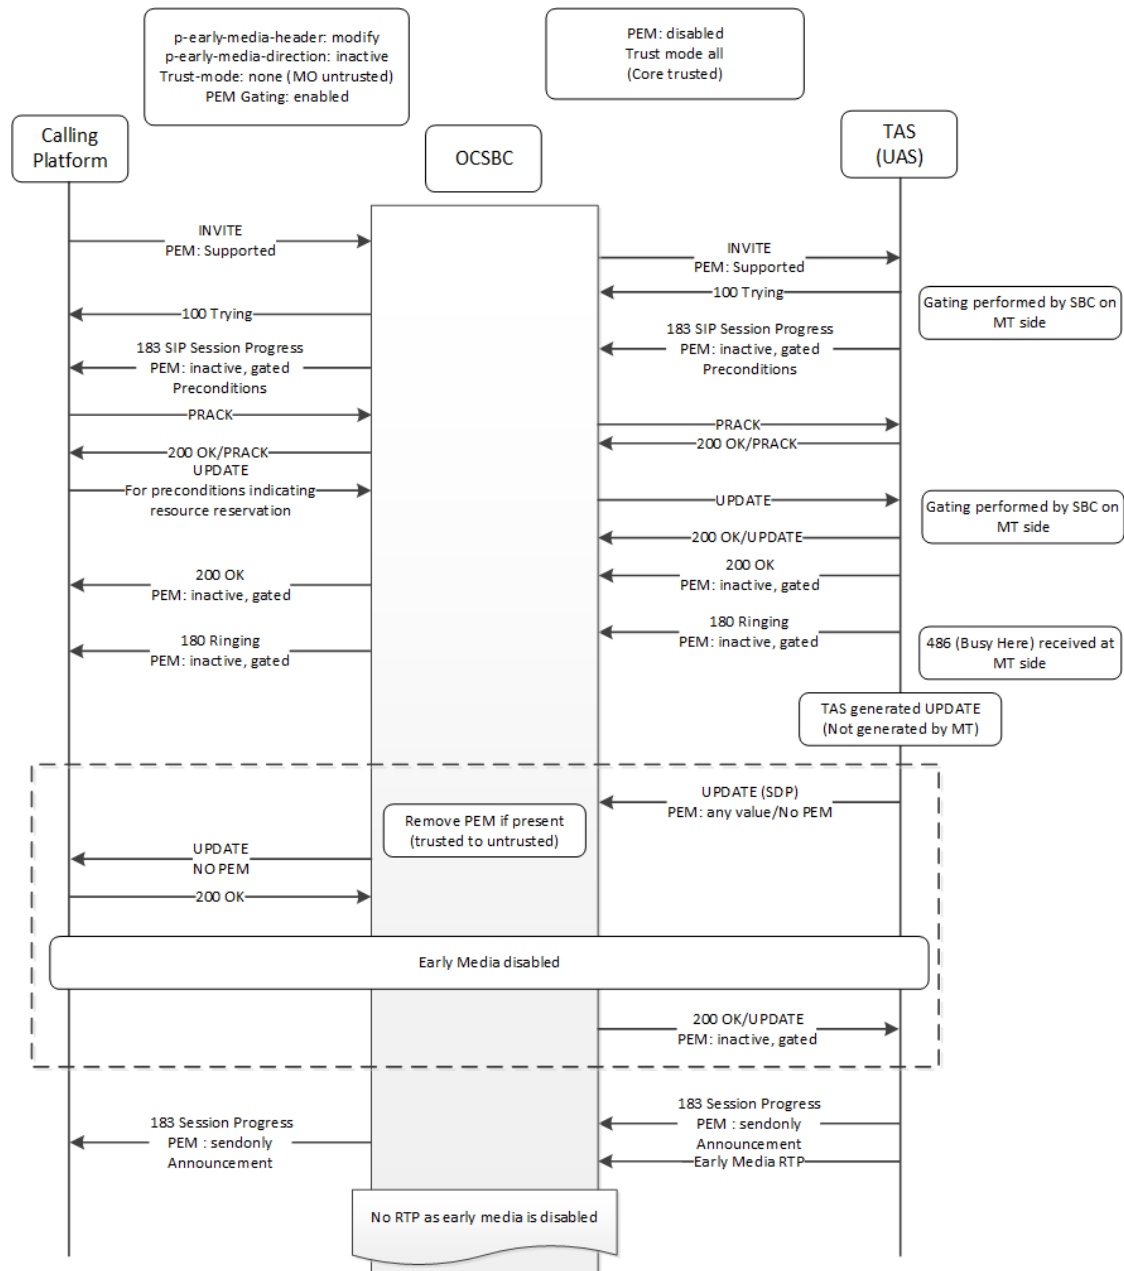 p-early-media-header: modify
p-early-media-direction: inactive
Trust-mode: none (MO untrusted)
PEM Gating: enabled
PEM: disabled
Trust mode all
(Core trusted)
Calling
Platform
OCSBC
TAS
(UAS)
INVITE
PEM: Supported
INVITE
PEM: Supported
100 Trying
Gating performed by SBC on
MT side
100 Trying
183 SIP Session Progress
PEM: inactive, gated
Preconditions
183 SIP Session Progress
PEM: inactive, gated
Preconditions
PRACK
PRACK
200 OK/PRACK
200 OK/PRACK
UPDATE
For preconditions indicating
resource reservation
UPDATE
Gating performed by SBC on
MT side
200 OK/UPDATE
200 OK
PEM: inactive, gated
200 OK
PEM: inactive, gated
180 Ringing
PEM: inactive, gated
180 Ringing
PEM: inactive, gated
486 (Busy Here) received at
MT side
TAS generated UPDATE
(Not generated by MT)
UPDATE (SDP)
PEM: any value/No PEM
Remove PEM if present
(trusted to untrusted)
UPDATE
NO PEM
200 OK
Early Media disabled
200 OK/UPDATE
PEM: inactive, gated
183 Session Progress
PEM : sendonly
Announcement
Early Media RTP
183 Session Progress
PEM : sendonly
Announcement
No RTP as early media is disabled